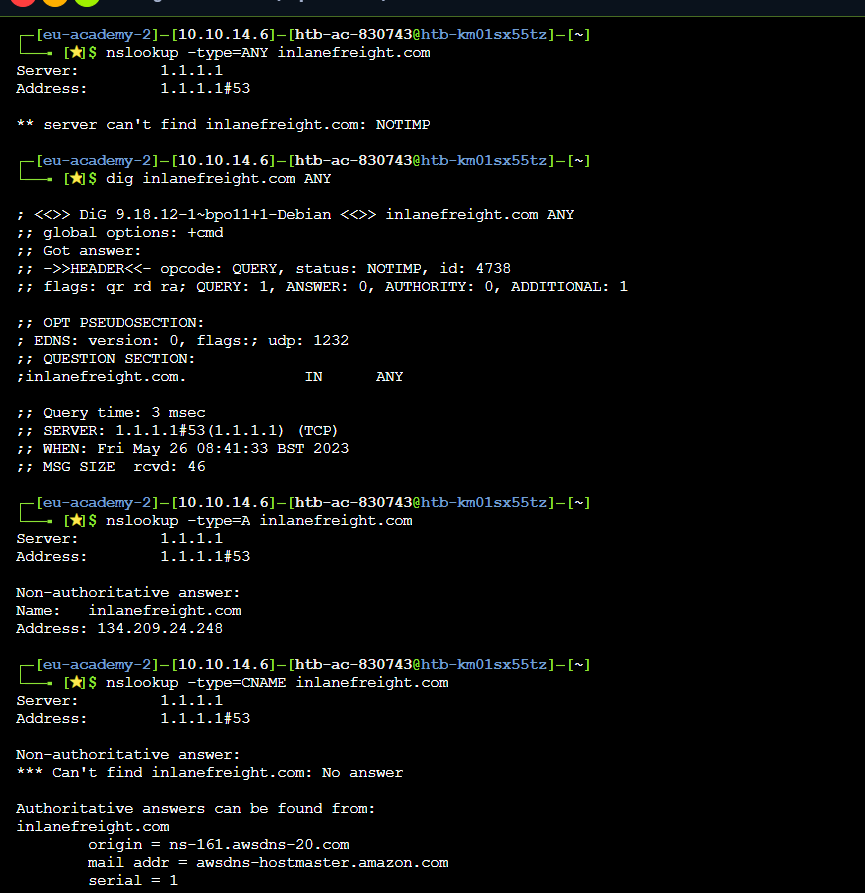 ┌─[eu-academy-2]─[10.10.14.6]─[htb-ac-830743@htb-km01sx55tz]─[~]
└──╼ [★]$ nslookup -type=ANY inlanefreight.com
Server:         1.1.1.1
Address:        1.1.1.1#53

** server can't find inlanefreight.com: NOTIMP

┌─[eu-academy-2]─[10.10.14.6]─[htb-ac-830743@htb-km01sx55tz]─[~]
└──╼ [★]$ dig inlanefreight.com ANY

; <<>> DiG 9.18.12-1~bpo11+1-Debian <<>> inlanefreight.com ANY
;; global options: +cmd
;; Got answer:
;; ->>HEADER<<- opcode: QUERY, status: NOTIMP, id: 4738
;; flags: qr rd ra; QUERY: 1, ANSWER: 0, AUTHORITY: 0, ADDITIONAL: 1

;; OPT PSEUDOSECTION:
; EDNS: version: 0, flags:; udp: 1232
;; QUESTION SECTION:
;inlanefreight.com.             IN      ANY

;; Query time: 3 msec
;; SERVER: 1.1.1.1#53(1.1.1.1) (TCP)
;; WHEN: Fri May 26 08:41:33 BST 2023
;; MSG SIZE  rcvd: 46

┌─[eu-academy-2]─[10.10.14.6]─[htb-ac-830743@htb-km01sx55tz]─[~]
└──╼ [★]$ nslookup -type=A inlanefreight.com
Server:         1.1.1.1
Address:        1.1.1.1#53

Non-authoritative answer:
Name:   inlanefreight.com
Address: 134.209.24.248

┌─[eu-academy-2]─[10.10.14.6]─[htb-ac-830743@htb-km01sx55tz]─[~]
└──╼ [★]$ nslookup -type=CNAME inlanefreight.com
Server:         1.1.1.1
Address:        1.1.1.1#53

Non-authoritative answer:
*** Can't find inlanefreight.com: No answer

Authoritative answers can be found from:
inlanefreight.com
        origin = ns-161.awsdns-20.com
        mail addr = awsdns-hostmaster.amazon.com
        serial = 1